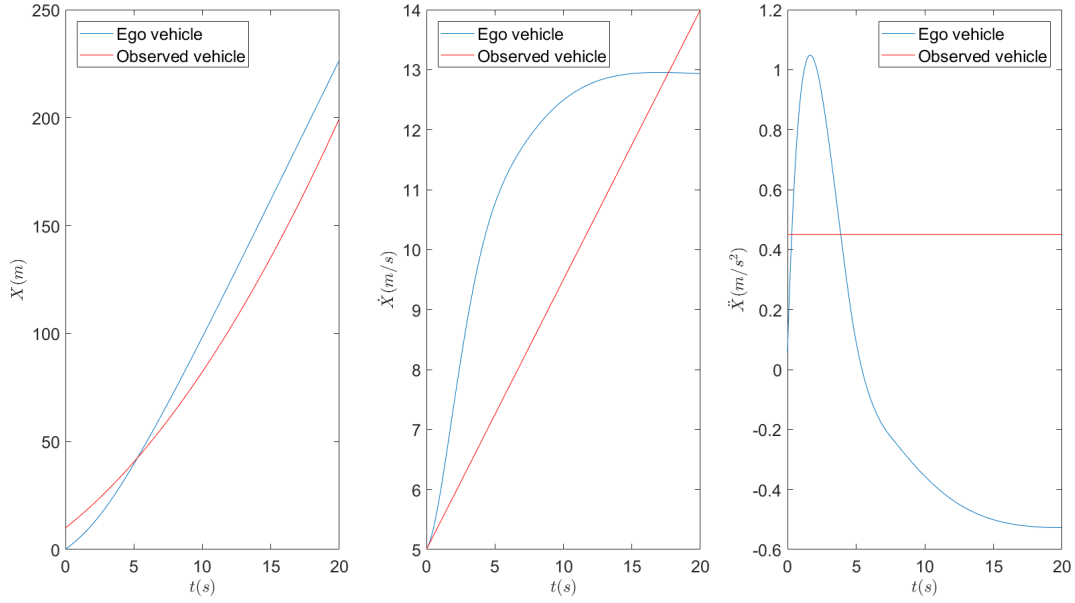 250
200
150
100
50
0
X(m)
Ego vehicle
Observed vehicle
0 5 10 15 20
t(s)
14
13
12
11
10
9
8
7
6
5
Ẋ(m/s)
Ego vehicle
Observed vehicle
0 5 10 15 20
t(s)
1.2
1
0.8
0.6
0.4
0.2
0
-0.2
-0.4
-0.6
Ẍ(m/s²)
Ego vehicle
Observed vehicle
0 5 10 15 20
t(s)